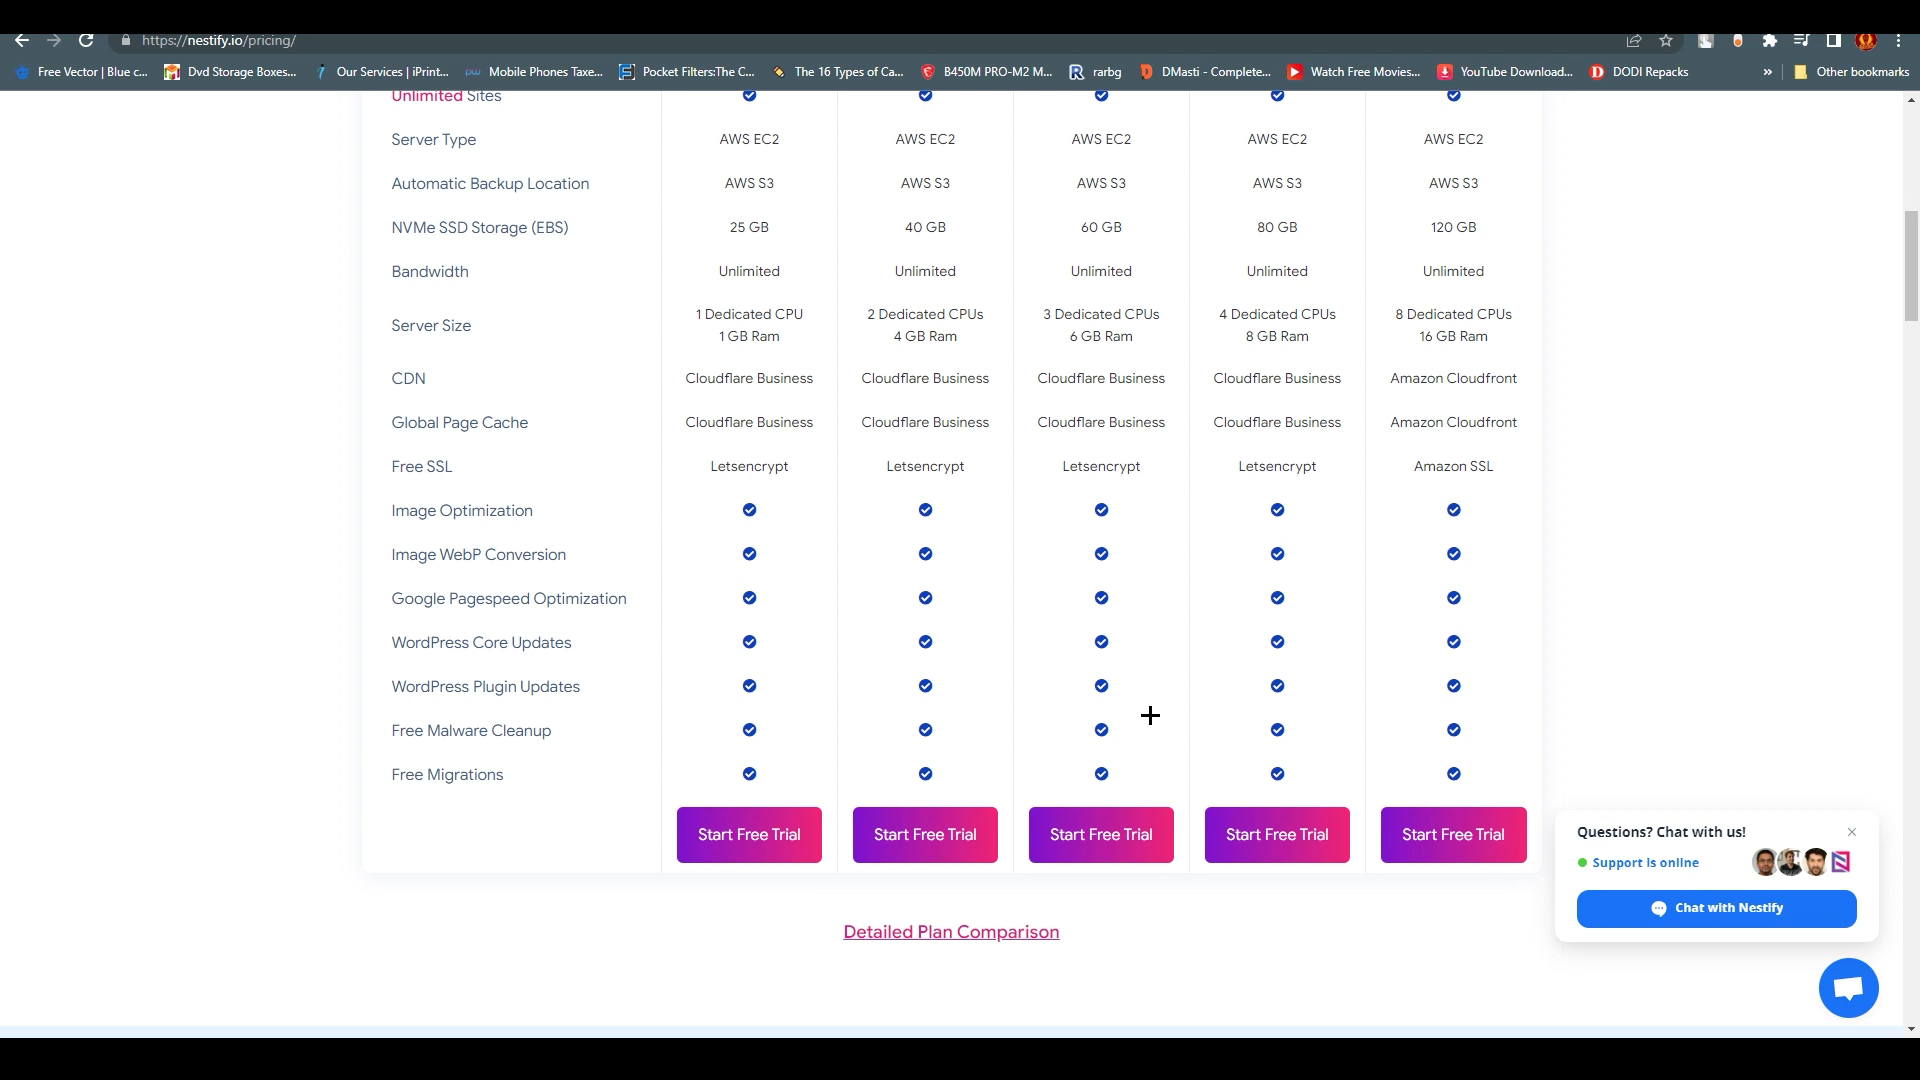 https://nestify.io/pricing/
Free Vector | Blue c... Dvd Storage Boxes... Our Services | iPrint... Mobile Phones Taxe... Pocket Filters:The C... The 16 Types of Ca... B450M PRO-M2 M... rarbg DMasti - Complete... Watch Free Movies... YouTube Download... DODI Repacks » Other bookmarks
Unlimited Sites
Server Type AWS EC2 AWS EC2 AWS EC2 AWS EC2 AWS EC2
Automatic Backup Location AWS S3 AWS S3 AWS S3 AWS S3 AWS S3
NVMe SSD Storage (EBS) 25 GB 40 GB 60 GB 80 GB 120 GB
Bandwidth Unlimited Unlimited Unlimited Unlimited Unlimited
1 Dedicated CPU 2 Dedicated CPUs 3 Dedicated CPUs 4 Dedicated CPUs 8 Dedicated CPUs
Server Size
1 GB Ram 4 GB Ram 6 GB Ram 8 GB Ram 16 GB Ram
CDN Cloudflare Business Cloudflare Business Cloudflare Business Cloudflare Business Amazon Cloudfront
Global Page Cache Cloudflare Business Cloudflare Business Cloudflare Business Cloudflare Business Amazon Cloudfront
Free SSL Letsencrypt Letsencrypt Letsencrypt Letsencrypt Amazon SSL
Image Optimization
Image WebP Conversion
Google Pagespeed Optimization
WordPress Core Updates
WordPress Plugin Updates
Free Malware Cleanup
Free Migrations
Start Free Trial Start Free Trial Start Free Trial Start Free Trial Start Free Trial
Detailed Plan Comparison
Questions? Chat with us!
Support is online
Chat with Nestify